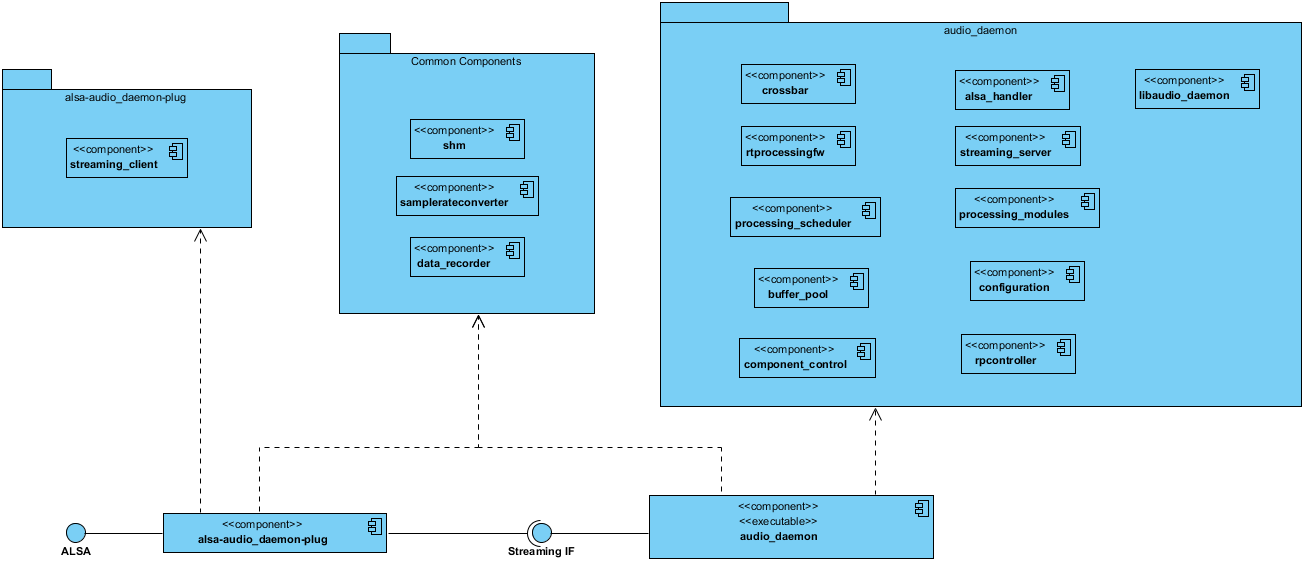 alsa-audio_daemon-plug
<<component>>
streaming_client
Common Components
<<component>>
shm
<<component>>
samplerateconverter
<<component>>
data_recorder
audio_daemon
<<component>>
crossbar
<<component>>
alsa_handler
<<component>>
libaudio_daemon
<<component>>
rtprocessingfw
<<component>>
streaming_server
<<component>>
processing_scheduler
<<component>>
processing_modules
<<component>>
buffer_pool
<<component>>
configuration
<<component>>
component_control
<<component>>
rpcontroller
ALSA
<<component>>
alsa-audio_daemon-plug
Streaming IF
<<component>>
<<executable>>
audio_daemon